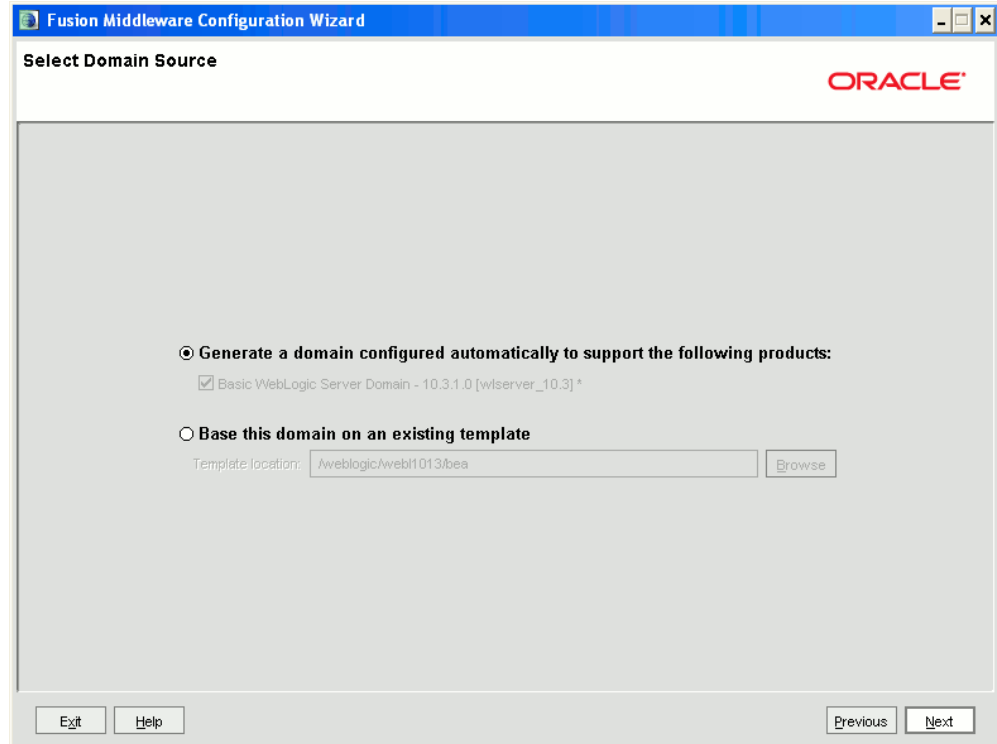 Fusion Middleware Configuration Wizard
Select Domain Source
ORACLE
Generate a domain configured automatically to support the following products:
Basic WebLogic Server Domain - 10.3.1.0 [wlserver_10.3] *
Base this domain on an existing template
Template location: /weblogic/webl1013/bea Browse
Exit Help Previous Next